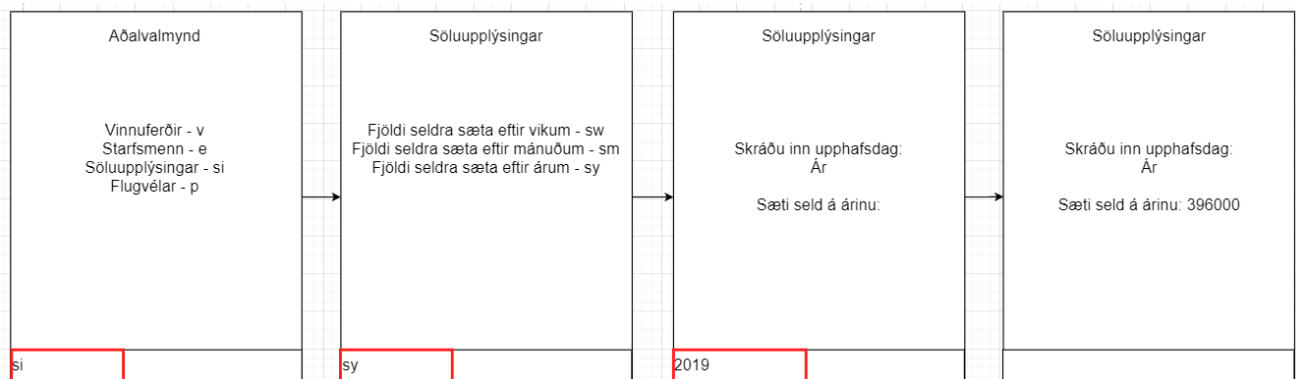 Aðalvalmynd
Vinnuferðir - v
Starfsmenn - e
Söluupplýsingar - si
Flugvélar - p
si
Söluupplýsingar
Fjöldi seldra sæta eftir vikum - sw
Fjöldi seldra sæta eftir mánuðum - sm
Fjöldi seldra sæta eftir árum - sy
sy
Söluupplýsingar
Skráðu inn upphafsdag:
Ár
Sæti seld á árinu:
2019
Söluupplýsingar
Skráðu inn upphafsdag:
Ár
Sæti seld á árinu: 396000